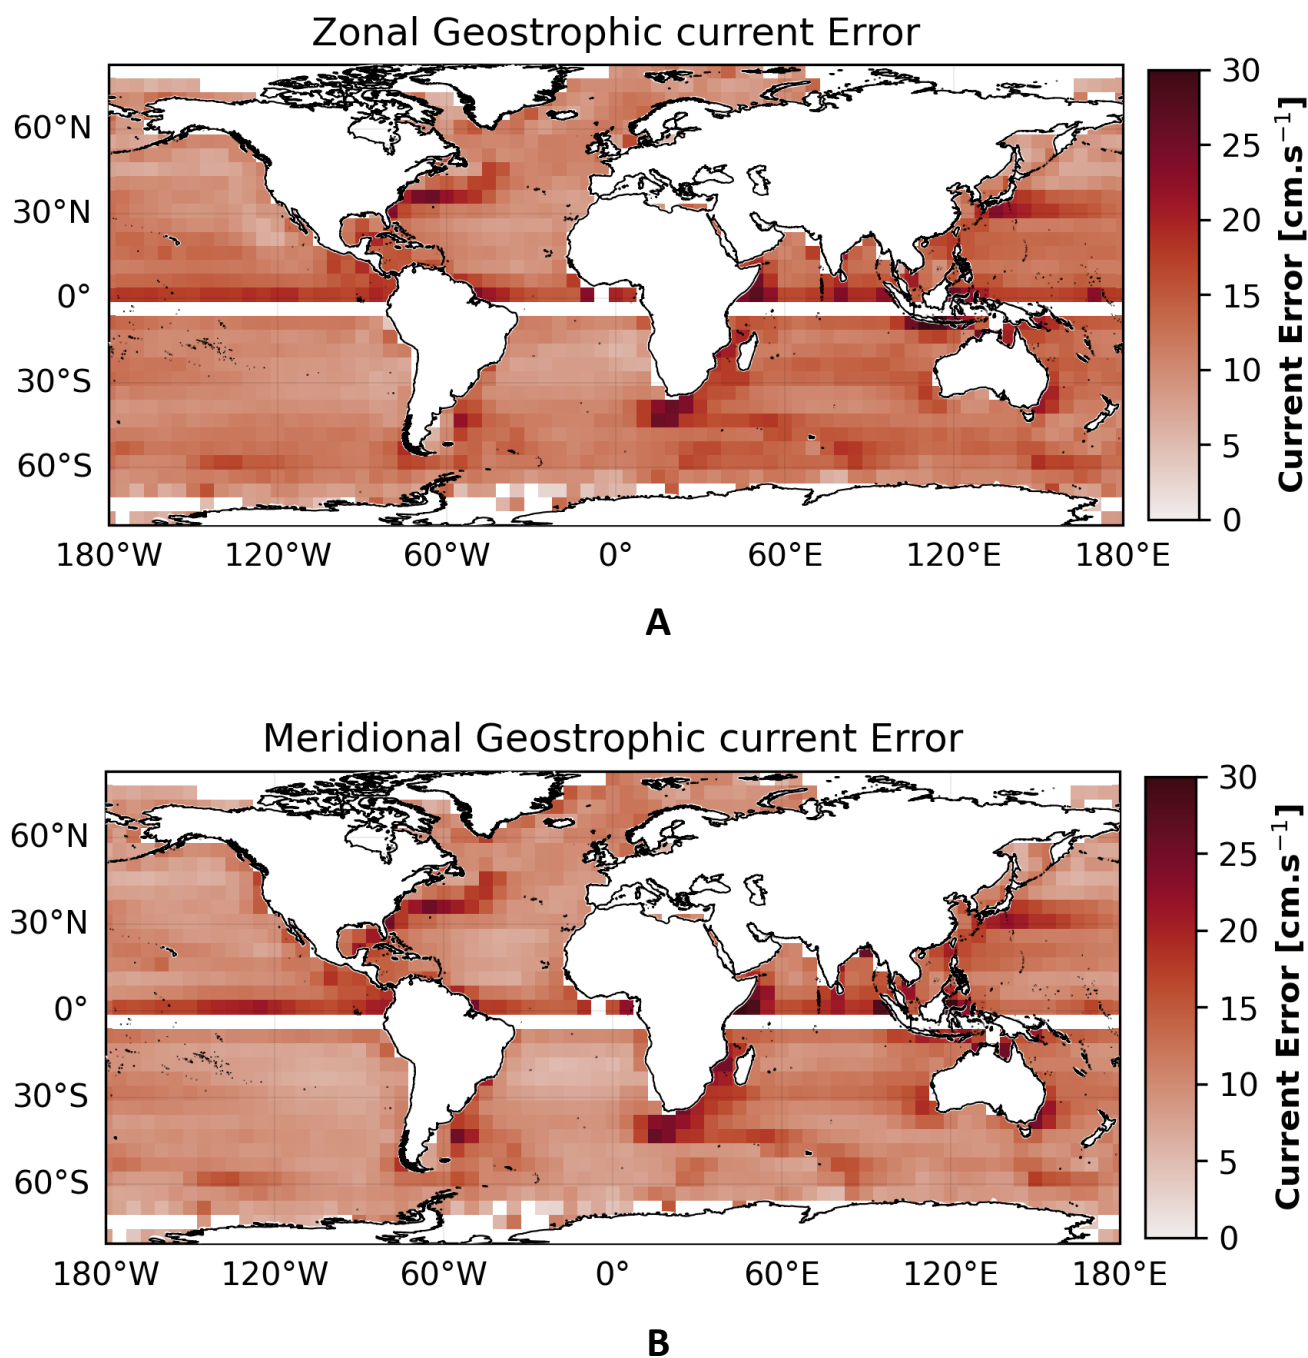 Zonal Geostrophic current Error
60°N
30°N
0°
30°S
60°S
180°W 120°W 60°W 0° 60°E 120°E 180°E
30
25
20
15
10
5
0
Current Error [cm.s⁻¹]
A
Meridional Geostrophic current Error
60°N
30°N
0°
30°S
60°S
180°W 120°W 60°W 0° 60°E 120°E 180°E
30
25
20
15
10
5
0
Current Error [cm.s⁻¹]
B